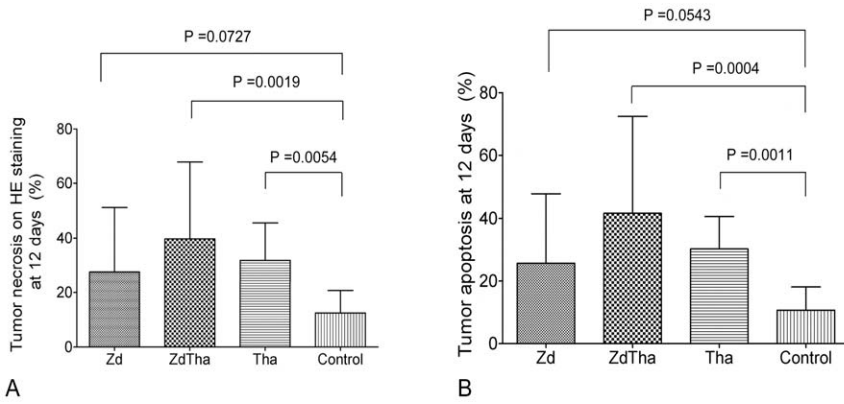 P =0.0727
P =0.0019
P =0.0054
Tumor necrosis on HE staining
at 12 days (%)
80
60
40
20
0
Zd ZdTha Tha Control
A
P =0.0543
P =0.0004
P =0.0011
Tumor apoptosis at 12 days (%)
80
60
40
20
0
Zd ZdTha Tha Control
B